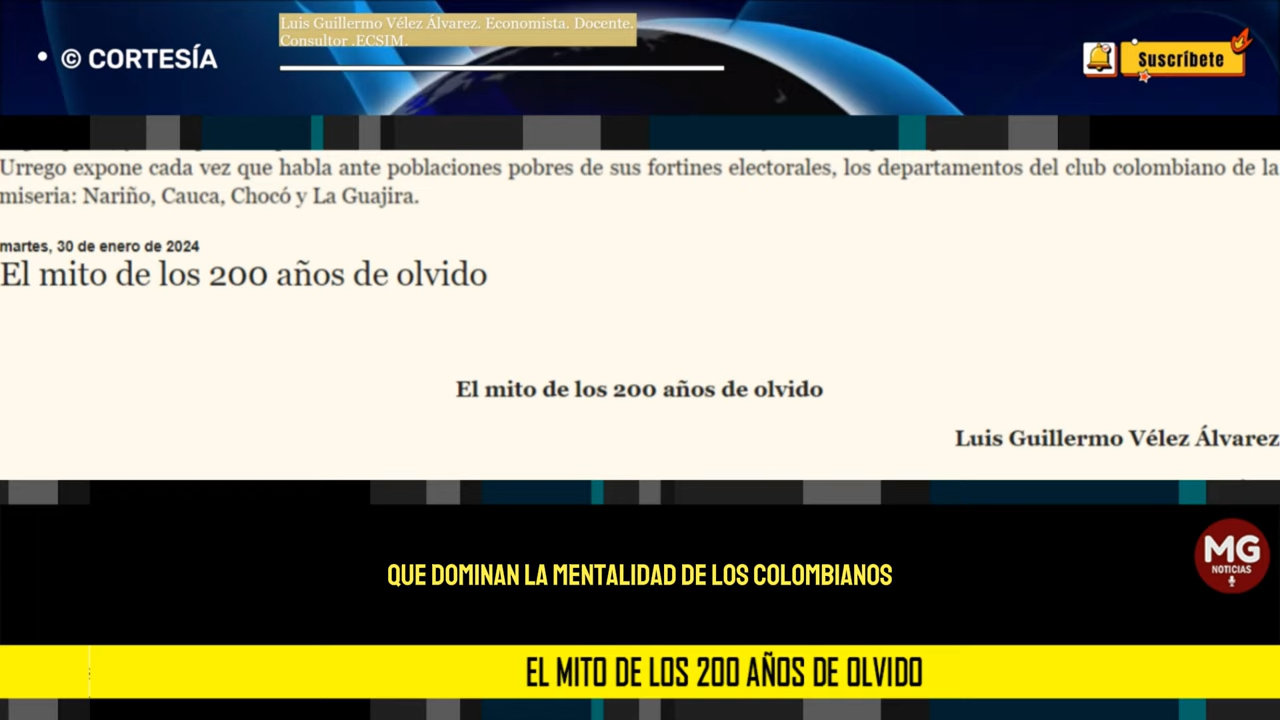 Luis Guillermo Vélez Álvarez. Economista. Docente.
Consultor .ECSIM.
• © CORTESÍA
Suscríbete
Urrego expone cada vez que habla ante poblaciones pobres de sus fortines electorales, los departamentos del club colombiano de la
miseria: Nariño, Cauca, Chocó y La Guajira.
martes, 30 de enero de 2024
El mito de los 200 años de olvido
El mito de los 200 años de olvido
Luis Guillermo Vélez Álvarez
QUE DOMINAN LA MENTALIDAD DE LOS COLOMBIANOS
MG
NOTICIAS
EL MITO DE LOS 200 AÑOS DE OLVIDO